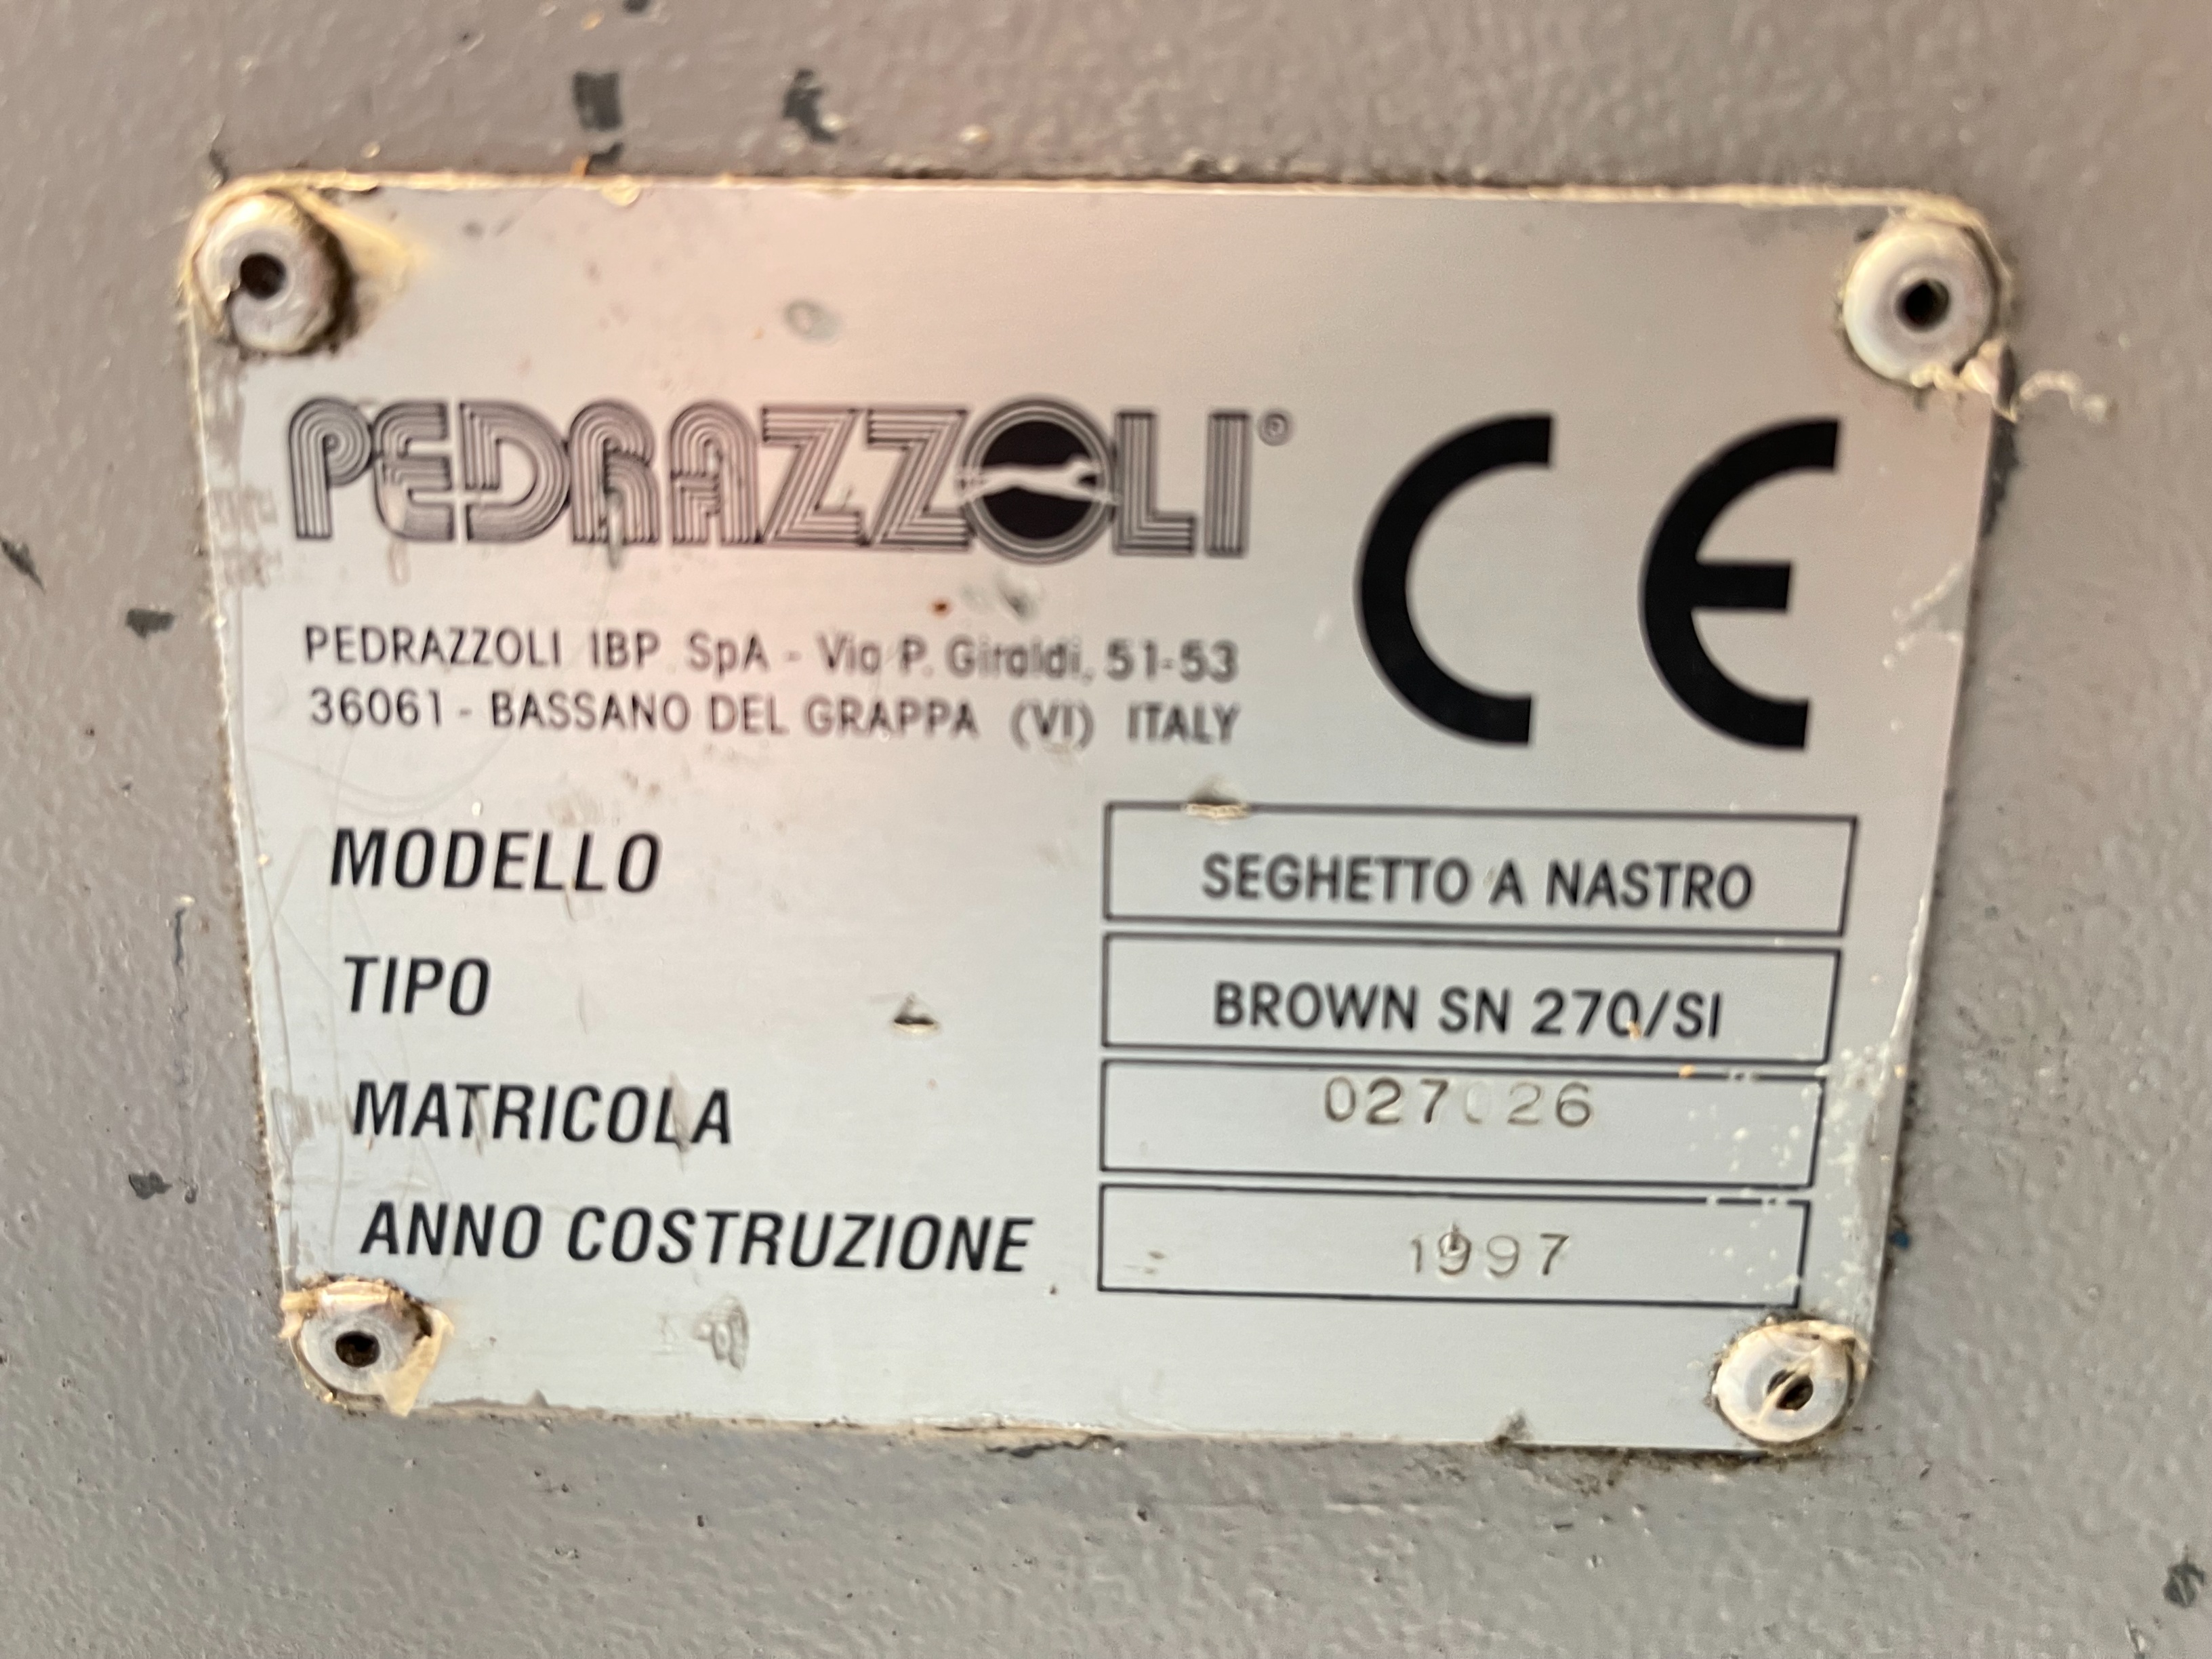 PEDRAZZOLI®
CE
PEDRAZZOLI IBP SpA - Via P. Giraldi, 51-53
36061 - BASSANO DEL GRAPPA (VI) ITALY
MODELLO SEGHETTO A NASTRO
TIPO BROWN SN 270/SI
MATRICOLA 027026
ANNO COSTRUZIONE 1997